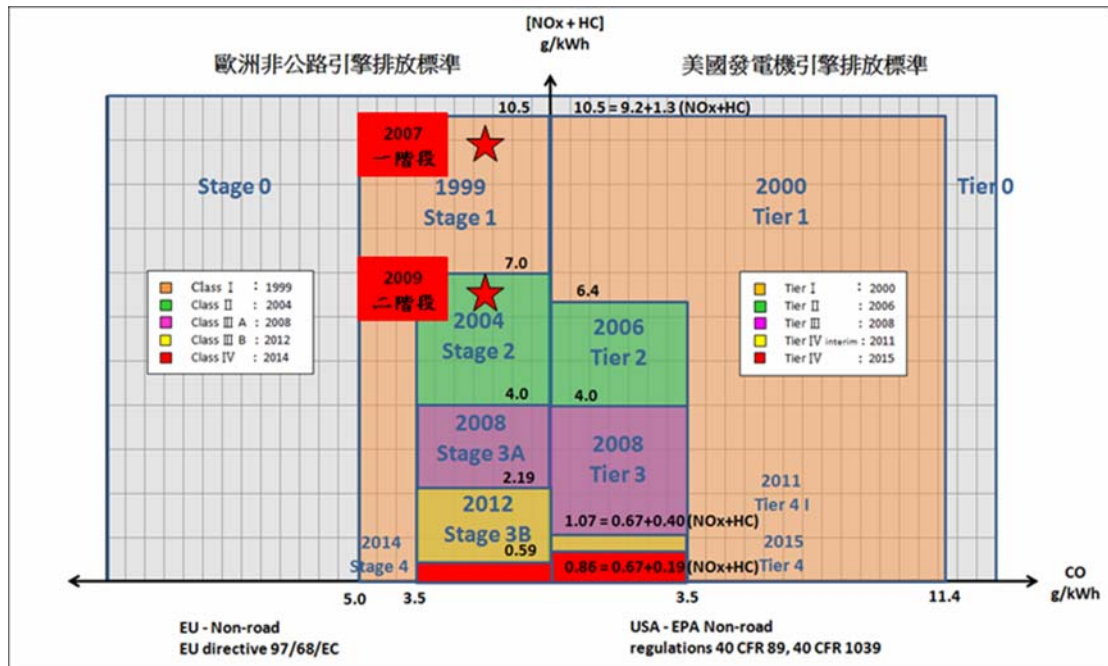 [NOx + HC]
g/kWh
歐洲非公路引擎排放標準
美國發電機引擎排放標準
10.5
10.5 = 9.2+1.3 (NOx+HC)
2007
一階段
Stage 0
1999
Stage 1
2000
Tier 1
Tier 0
7.0
2009
二階段
6.4
Class Ⅰ : 1999
Class Ⅱ : 2004
Class Ⅲ A : 2008
Class Ⅲ B : 2012
Class Ⅳ : 2014
Tier Ⅰ : 2000
Tier Ⅱ : 2006
Tier Ⅲ : 2008
Tier Ⅳ interim : 2011
Tier Ⅳ : 2015
2004
Stage 2
2006
Tier 2
4.0
4.0
2008
Stage 3A
2008
Tier 3
2.19
2011
Tier 4 I
2012
Stage 3B
1.07 = 0.67+0.40(NOx+HC)
0.59
2014
Stage 4
2015
Tier 4
0.86 = 0.67+0.19(NOx+HC)
CO
g/kWh
5.0
3.5
3.5
11.4
EU - Non-road
EU directive 97/68/EC
USA - EPA Non-road
regulations 40 CFR 89, 40 CFR 1039